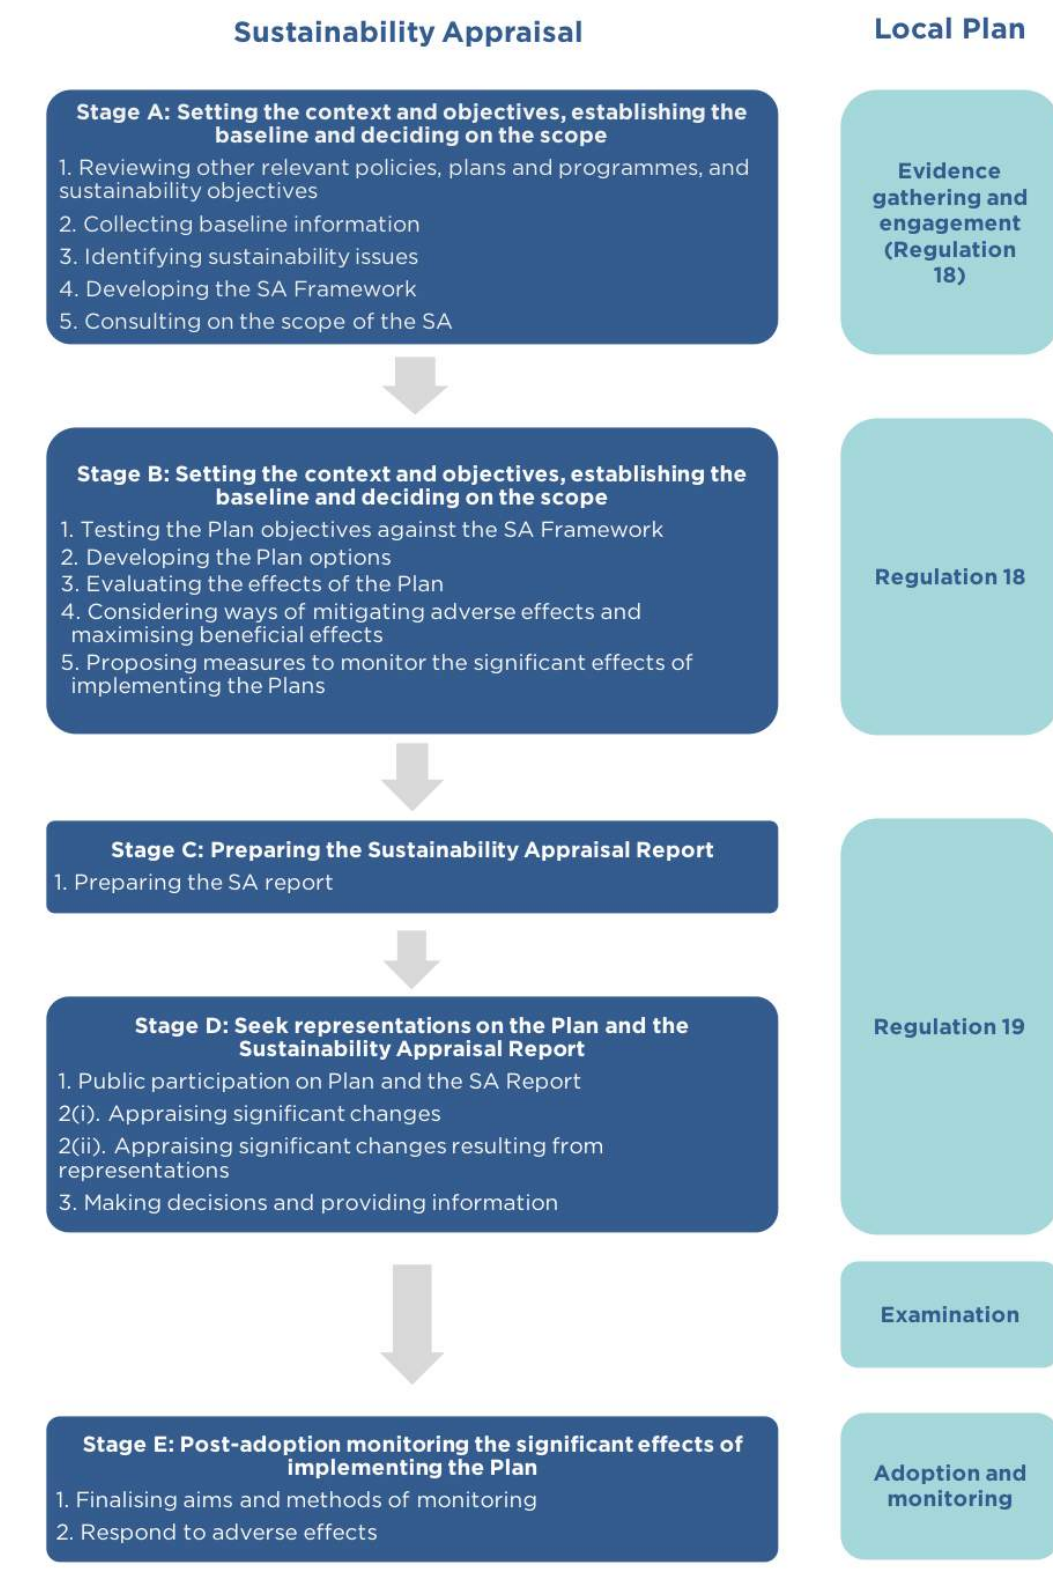 Sustainability Appraisal
Local Plan
Stage A: Setting the context and objectives, establishing the
baseline and deciding on the scope
1. Reviewing other relevant policies, plans and programmes, and
sustainability objectives
2. Collecting baseline information
3. Identifying sustainability issues
4. Developing the SA Framework
5. Consulting on the scope of the SA
Evidence
gathering and
engagement
(Regulation
18)
Stage B: Setting the context and objectives, establishing the
baseline and deciding on the scope
1. Testing the Plan objectives against the SA Framework
2. Developing the Plan options
3. Evaluating the effects of the Plan
4. Considering ways of mitigating adverse effects and
maximising beneficial effects
5. Proposing measures to monitor the significant effects of
implementing the Plans
Regulation 18
Stage C: Preparing the Sustainability Appraisal Report
1. Preparing the SA report
Stage D: Seek representations on the Plan and the
Sustainability Appraisal Report
1. Public participation on Plan and the SA Report
2(i). Appraising significant changes
2(ii). Appraising significant changes resulting from
representations
3. Making decisions and providing information
Regulation 19
Examination
Stage E: Post-adoption monitoring the significant effects of
implementing the Plan
1. Finalising aims and methods of monitoring
2. Respond to adverse effects
Adoption and
monitoring